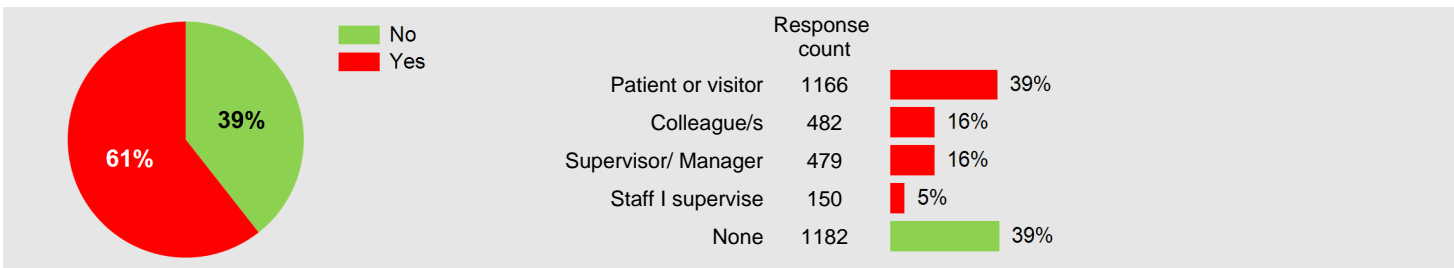 39%
61%
No
Yes
Response
count
Patient or visitor 1166 39%
Colleague/s 482 16%
Supervisor/ Manager 479 16%
Staff I supervise 150 5%
None 1182 39%